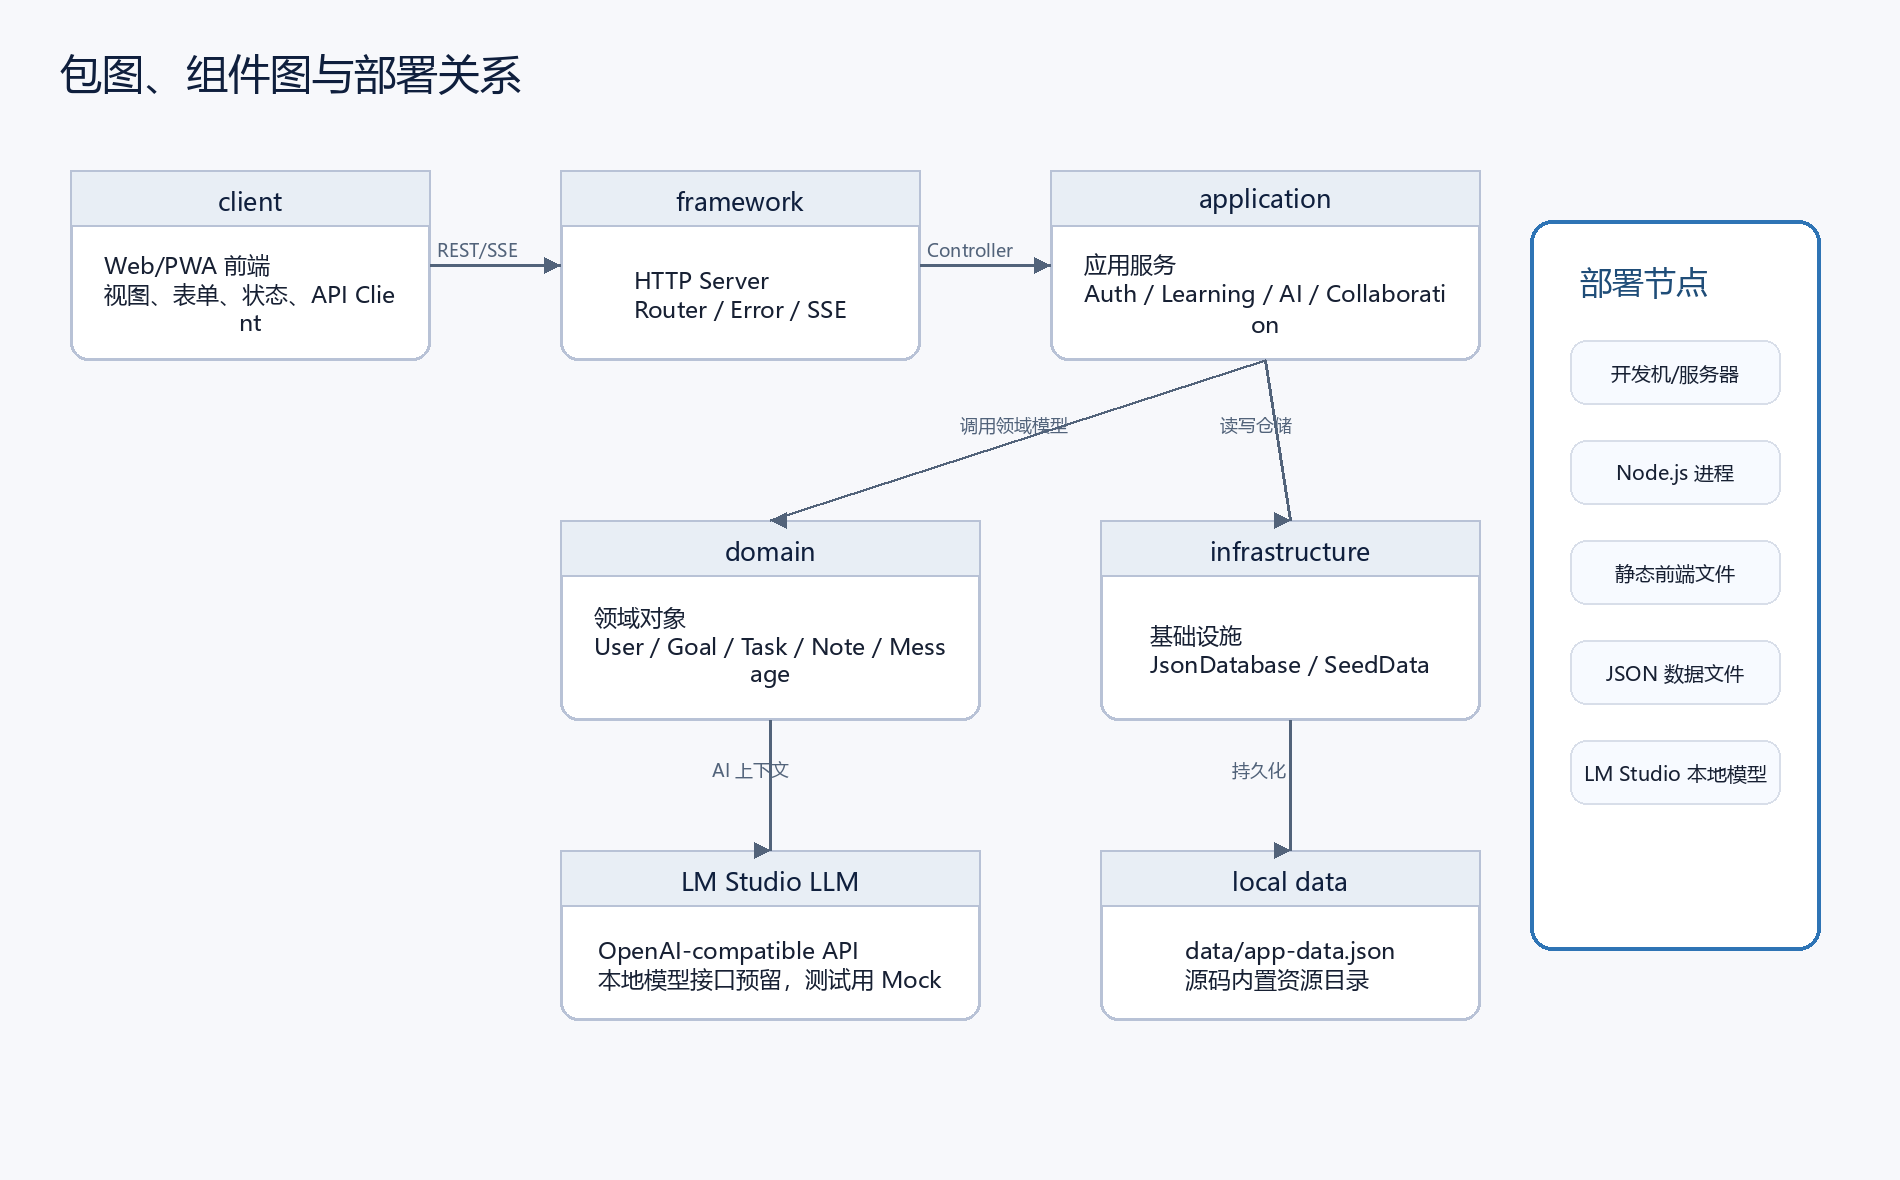 包图、组件图与部署关系
client
Web/PWA 前端
视图、表单、状态、API Clie
nt
REST/SSE
framework
HTTP Server
Router / Error / SSE
Controller
application
应用服务
Auth / Learning / AI / Collaborati
on
调用领域模型
读写仓储
domain
领域对象
User / Goal / Task / Note / Mess
age
infrastructure
基础设施
JsonDatabase / SeedData
AI 上下文
持久化
LM Studio LLM
OpenAI-compatible API
本地模型接口预留，测试用 Mock
local data
data/app-data.json
源码内置资源目录
部署节点
开发机/服务器
Node.js 进程
静态前端文件
JSON 数据文件
LM Studio 本地模型